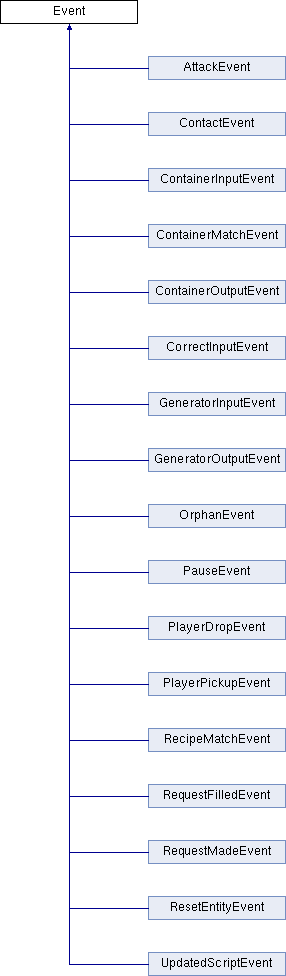 Event
AttackEvent
ContactEvent
ContainerInputEvent
ContainerMatchEvent
ContainerOutputEvent
CorrectInputEvent
GeneratorInputEvent
GeneratorOutputEvent
OrphanEvent
PauseEvent
PlayerDropEvent
PlayerPickupEvent
RecipeMatchEvent
RequestFilledEvent
RequestMadeEvent
ResetEntityEvent
UpdatedScriptEvent